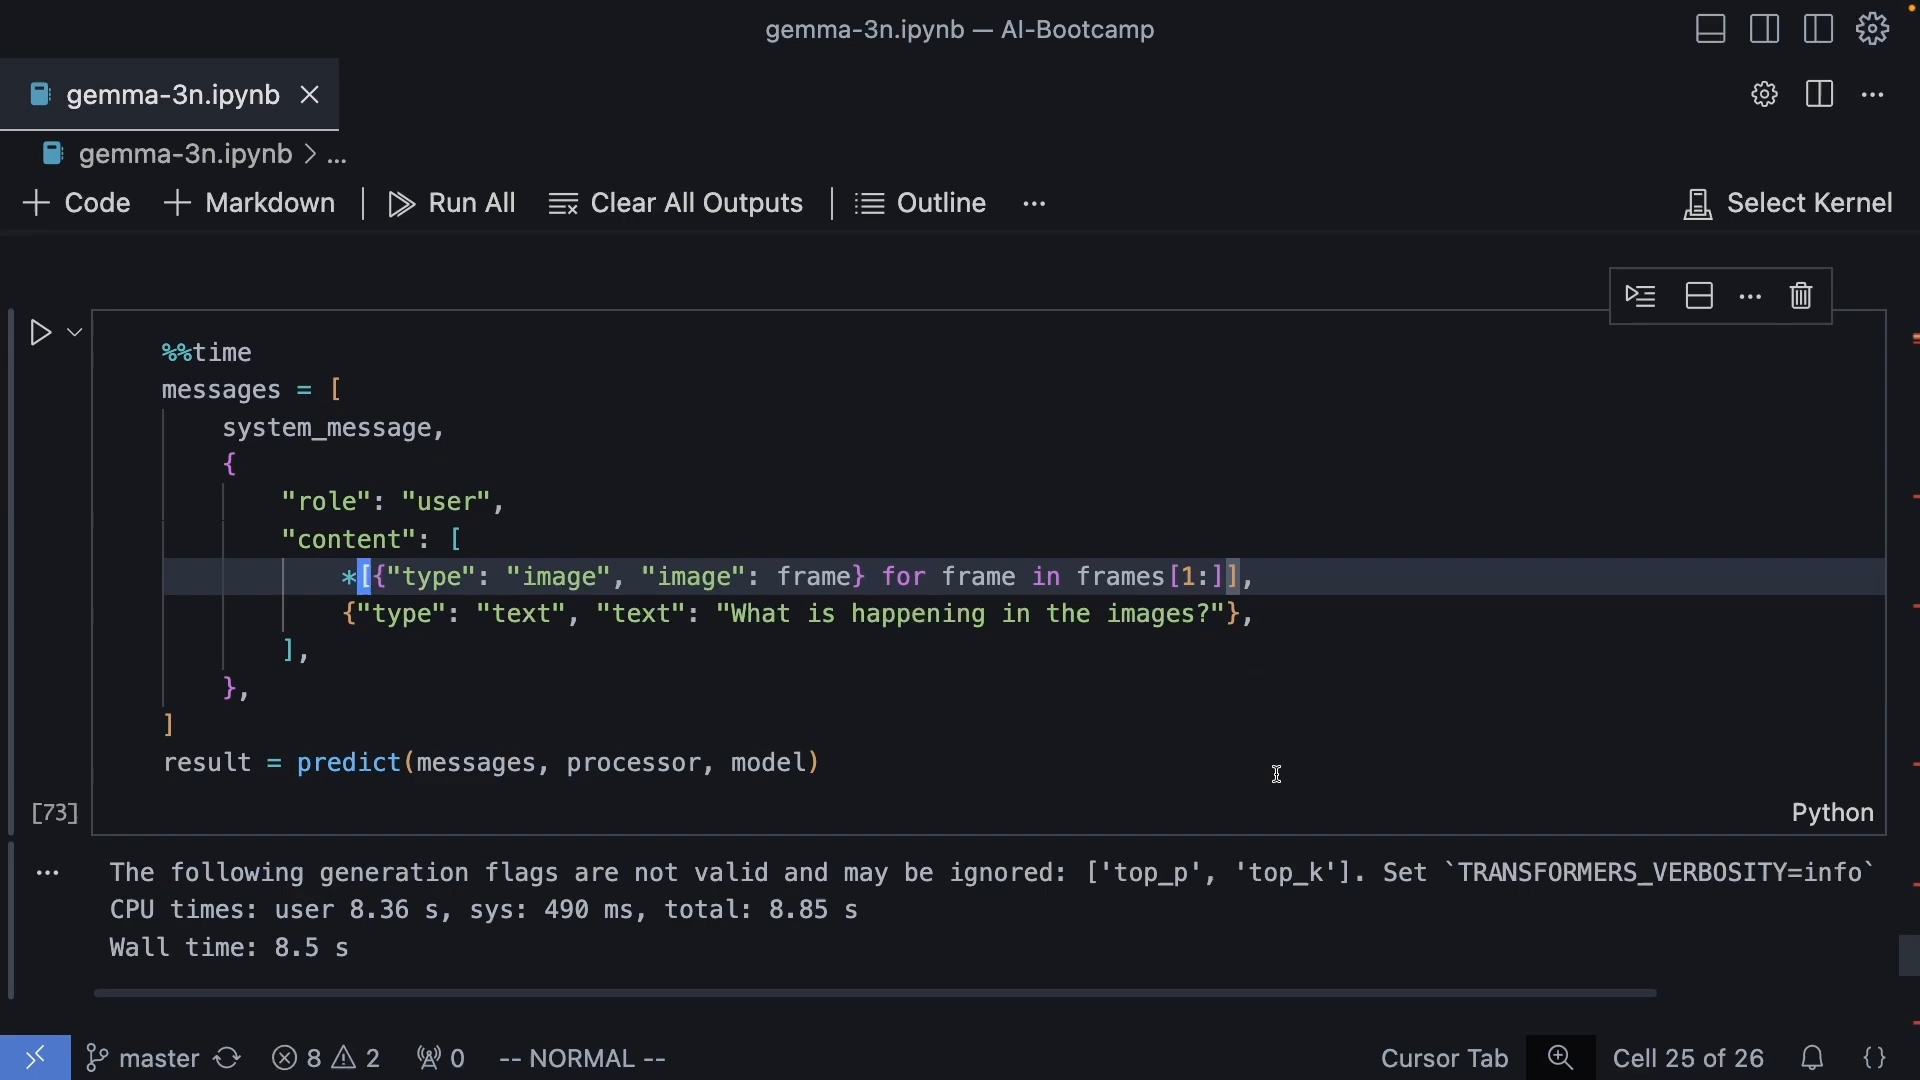 gemma-3n.ipynb — AI-Bootcamp
gemma-3n.ipynb
gemma-3n.ipynb > ...
Code Markdown Run All Clear All Outputs Outline ... Select Kernel
%%time
messages = [
system_message,
{
"role": "user",
"content": [
*[{"type": "image", "image": frame} for frame in frames[1:]],
{"type": "text", "text": "What is happening in the images?"},
],
},
]
result = predict(messages, processor, model)
[73]
Python
The following generation flags are not valid and may be ignored: ['top_p', 'top_k']. Set `TRANSFORMERS_VERBOSITY=info`
CPU times: user 8.36 s, sys: 490 ms, total: 8.85 s
Wall time: 8.5 s
master 8 2 0 -- NORMAL -- Cursor Tab Cell 25 of 26 {}